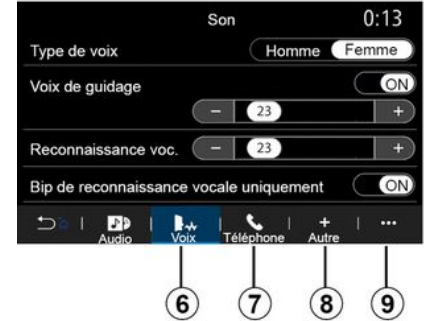 Son 0:13
Type de voix Homme Femme
Voix de guidage ON
- 23 +
Reconnaissance voc. - 23 +
Bip de reconnaissance vocale uniquement ON
Audio Voix Téléphone + Autre ...
6 7 8 9